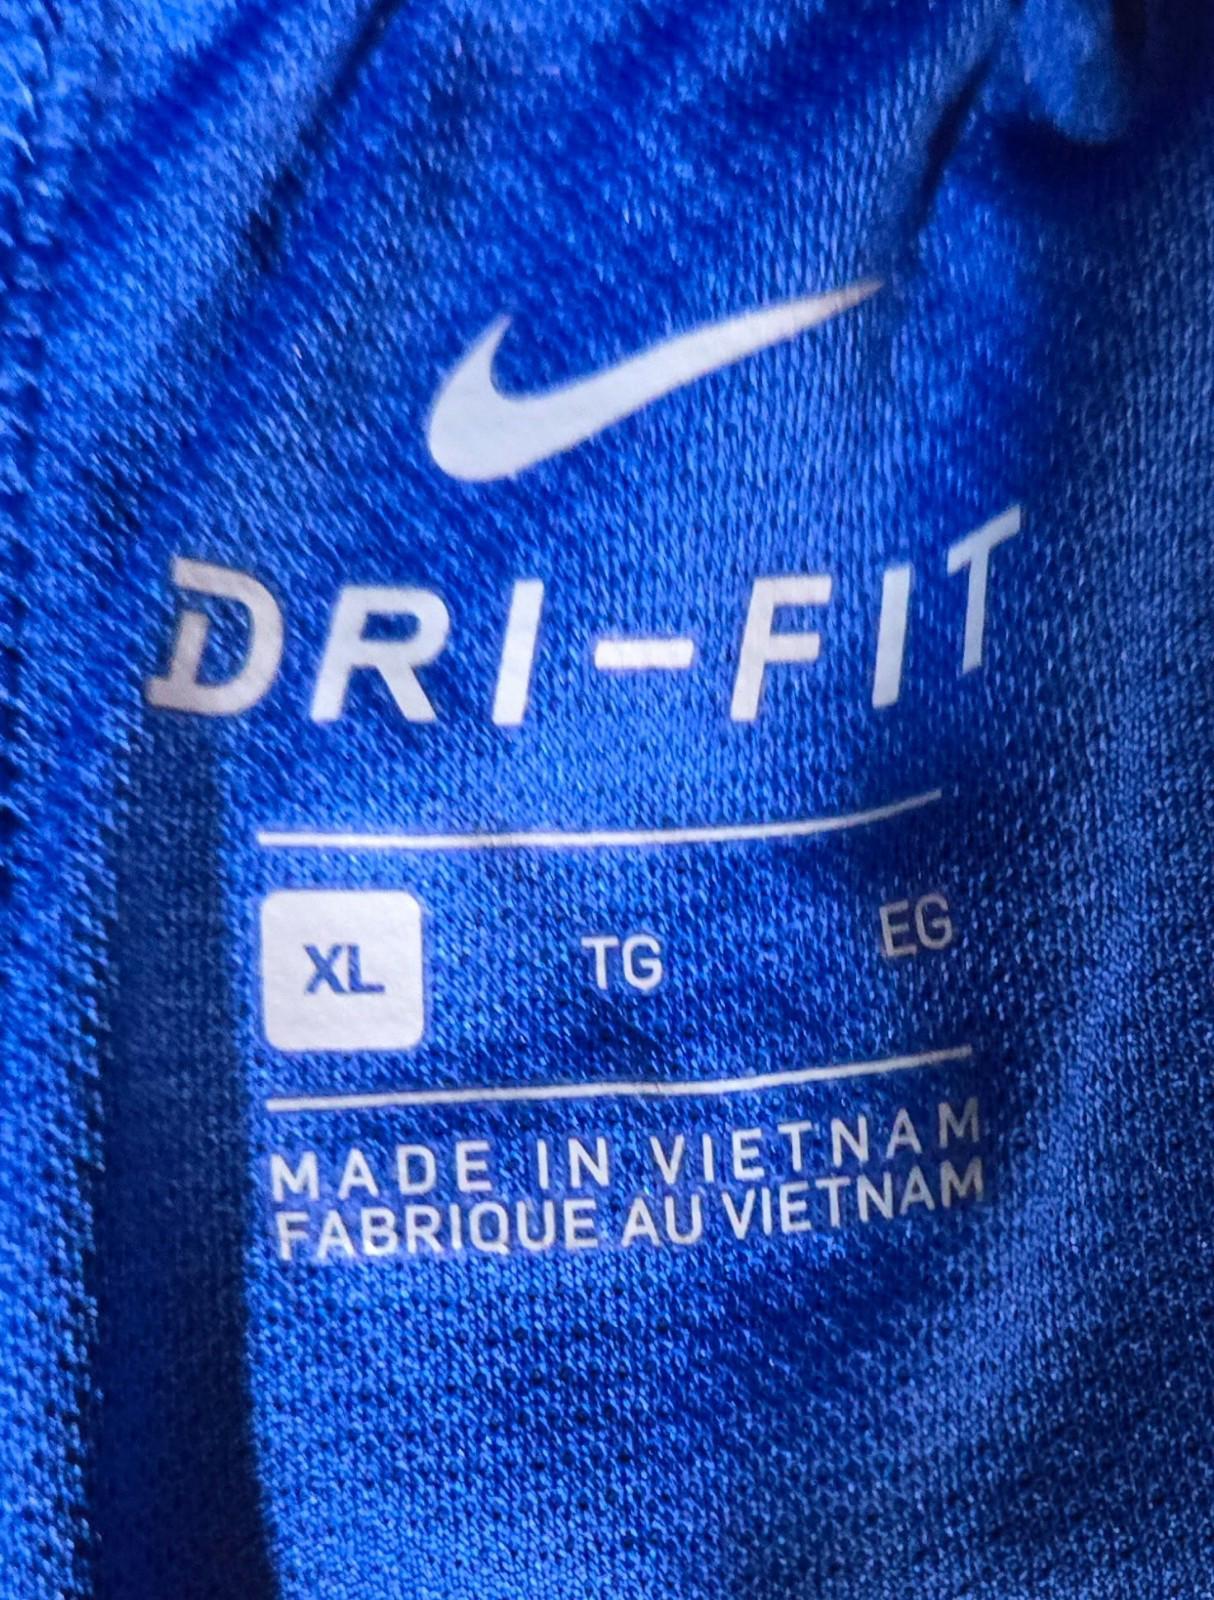 DRI-FIT
XL TG EG
MADE IN VIETNAM
FABRIQUE AU VIETNAM